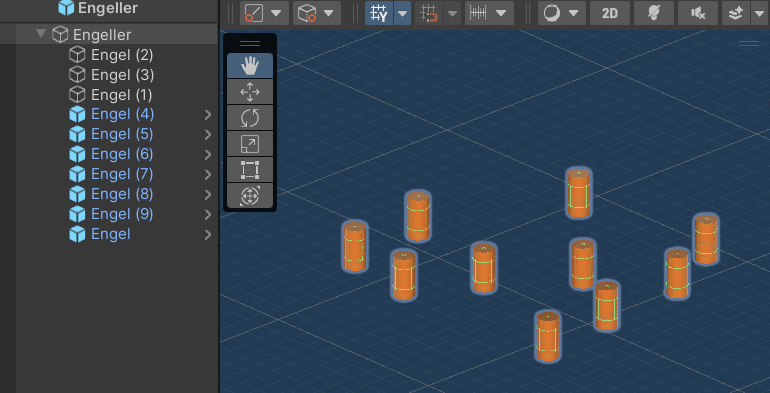 Engeller
Engeller
Engel (2)
Engel (3)
Engel (1)
Engel (4)
Engel (5)
Engel (6)
Engel (7)
Engel (8)
Engel (9)
Engel
Y
2D